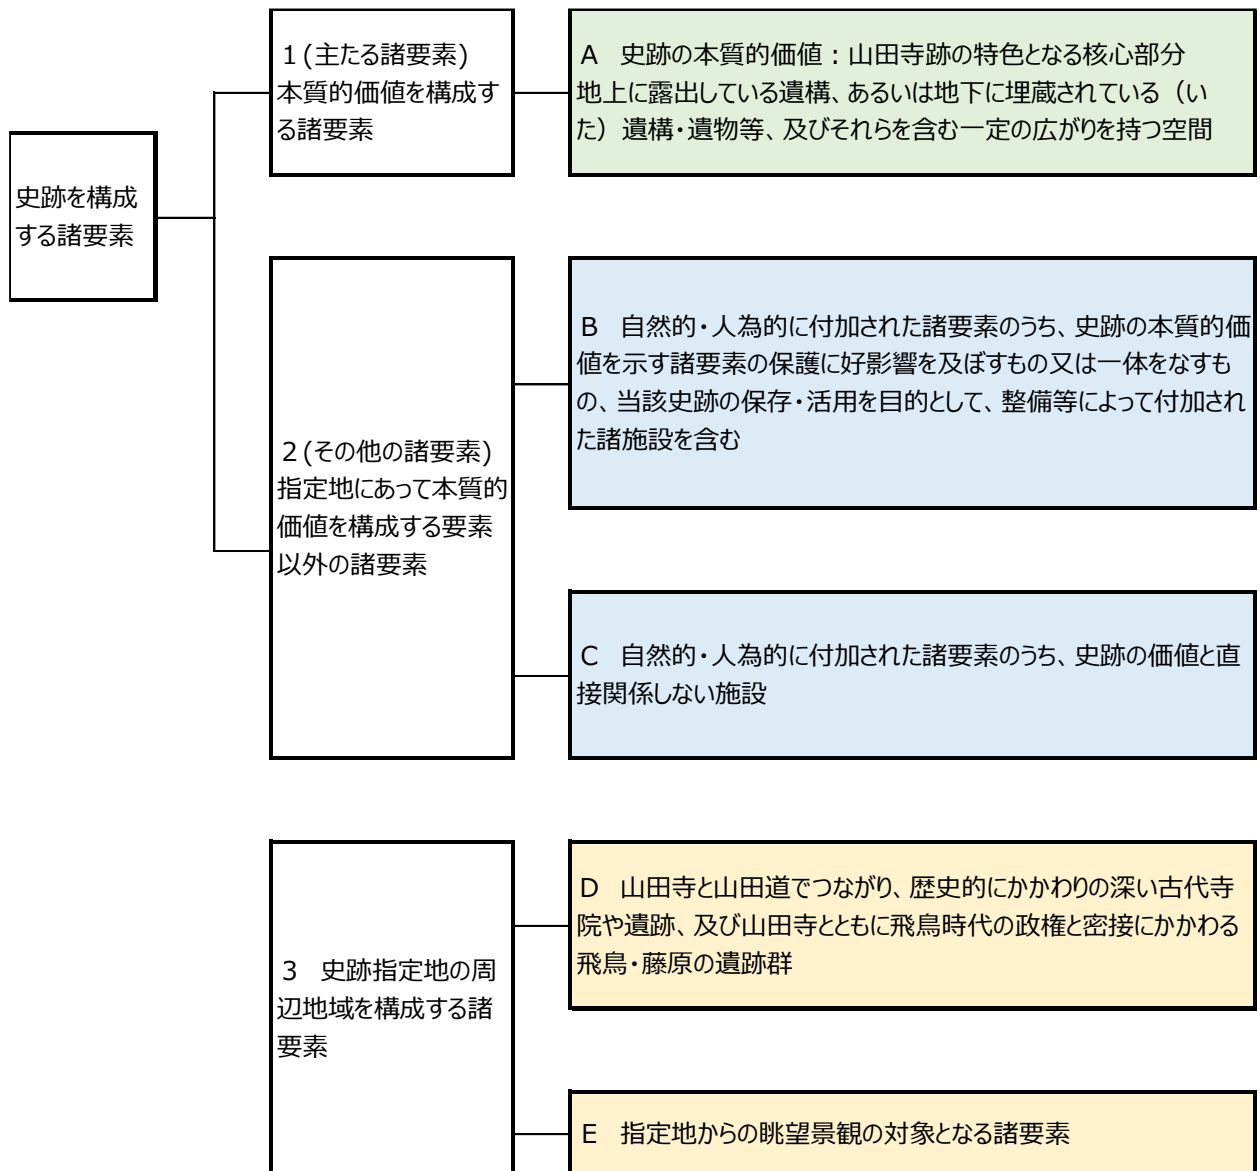 史跡を構成
する諸要素
1(主たる諸要素)
本質的価値を構成す
る諸要素
A 史跡の本質的価値：山田寺跡の特色となる核心部分
地上に露出している遺構、あるいは地下に埋蔵されている（い
た）遺構・遺物等、及びそれらを含む一定の広がりを持つ空間
2(その他の諸要素)
指定地にあって本質的
価値を構成する要素
以外の諸要素
B 自然的・人為的に付加された諸要素のうち、史跡の本質的価
値を示す諸要素の保護に好影響を及ぼすもの又は一体をなすも
の、当該史跡の保存・活用を目的として、整備等によって付加され
た諸施設を含む
C 自然的・人為的に付加された諸要素のうち、史跡の価値と直
接関係しない施設
3 史跡指定地の周
辺地域を構成する諸
要素
D 山田寺と山田道でつながり、歴史的にかかわりの深い古代寺
院や遺跡、及び山田寺とともに飛鳥時代の政権と密接にかかわる
飛鳥・藤原の遺跡群
E 指定地からの眺望景観の対象となる諸要素